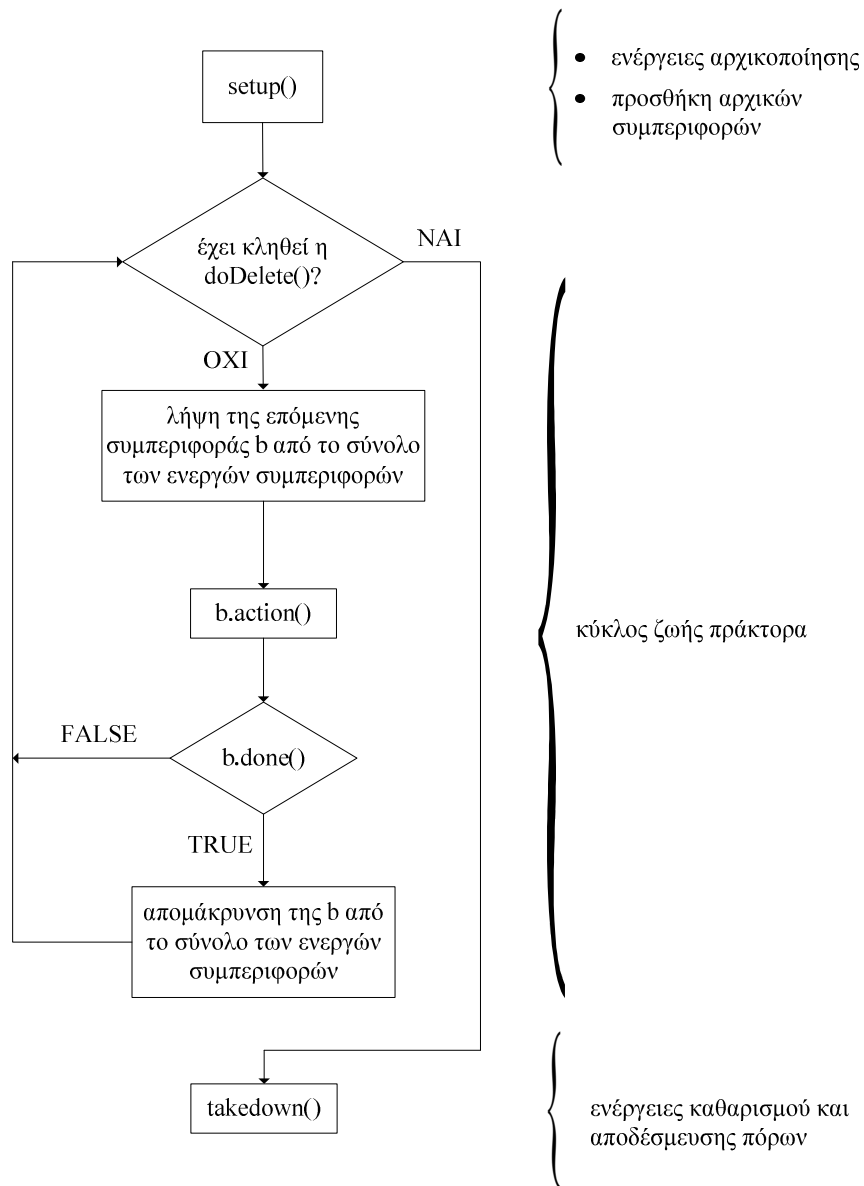 setup()
• ενέργειες αρχικοποίησης
• προσθήκη αρχικών
συμπεριφορών
έχει κληθεί η
doDelete()?
ΝΑΙ
ΟΧΙ
λήψη της επόμενης
συμπεριφοράς b από το σύνολο
των ενεργών συμπεριφορών
b.action()
κύκλος ζωής πράκτορα
b.done()
FALSE
TRUE
απομάκρυνση της b από
το σύνολο των ενεργών
συμπεριφορών
takedown()
ενέργειες καθαρισμού και
αποδέσμευσης πόρων